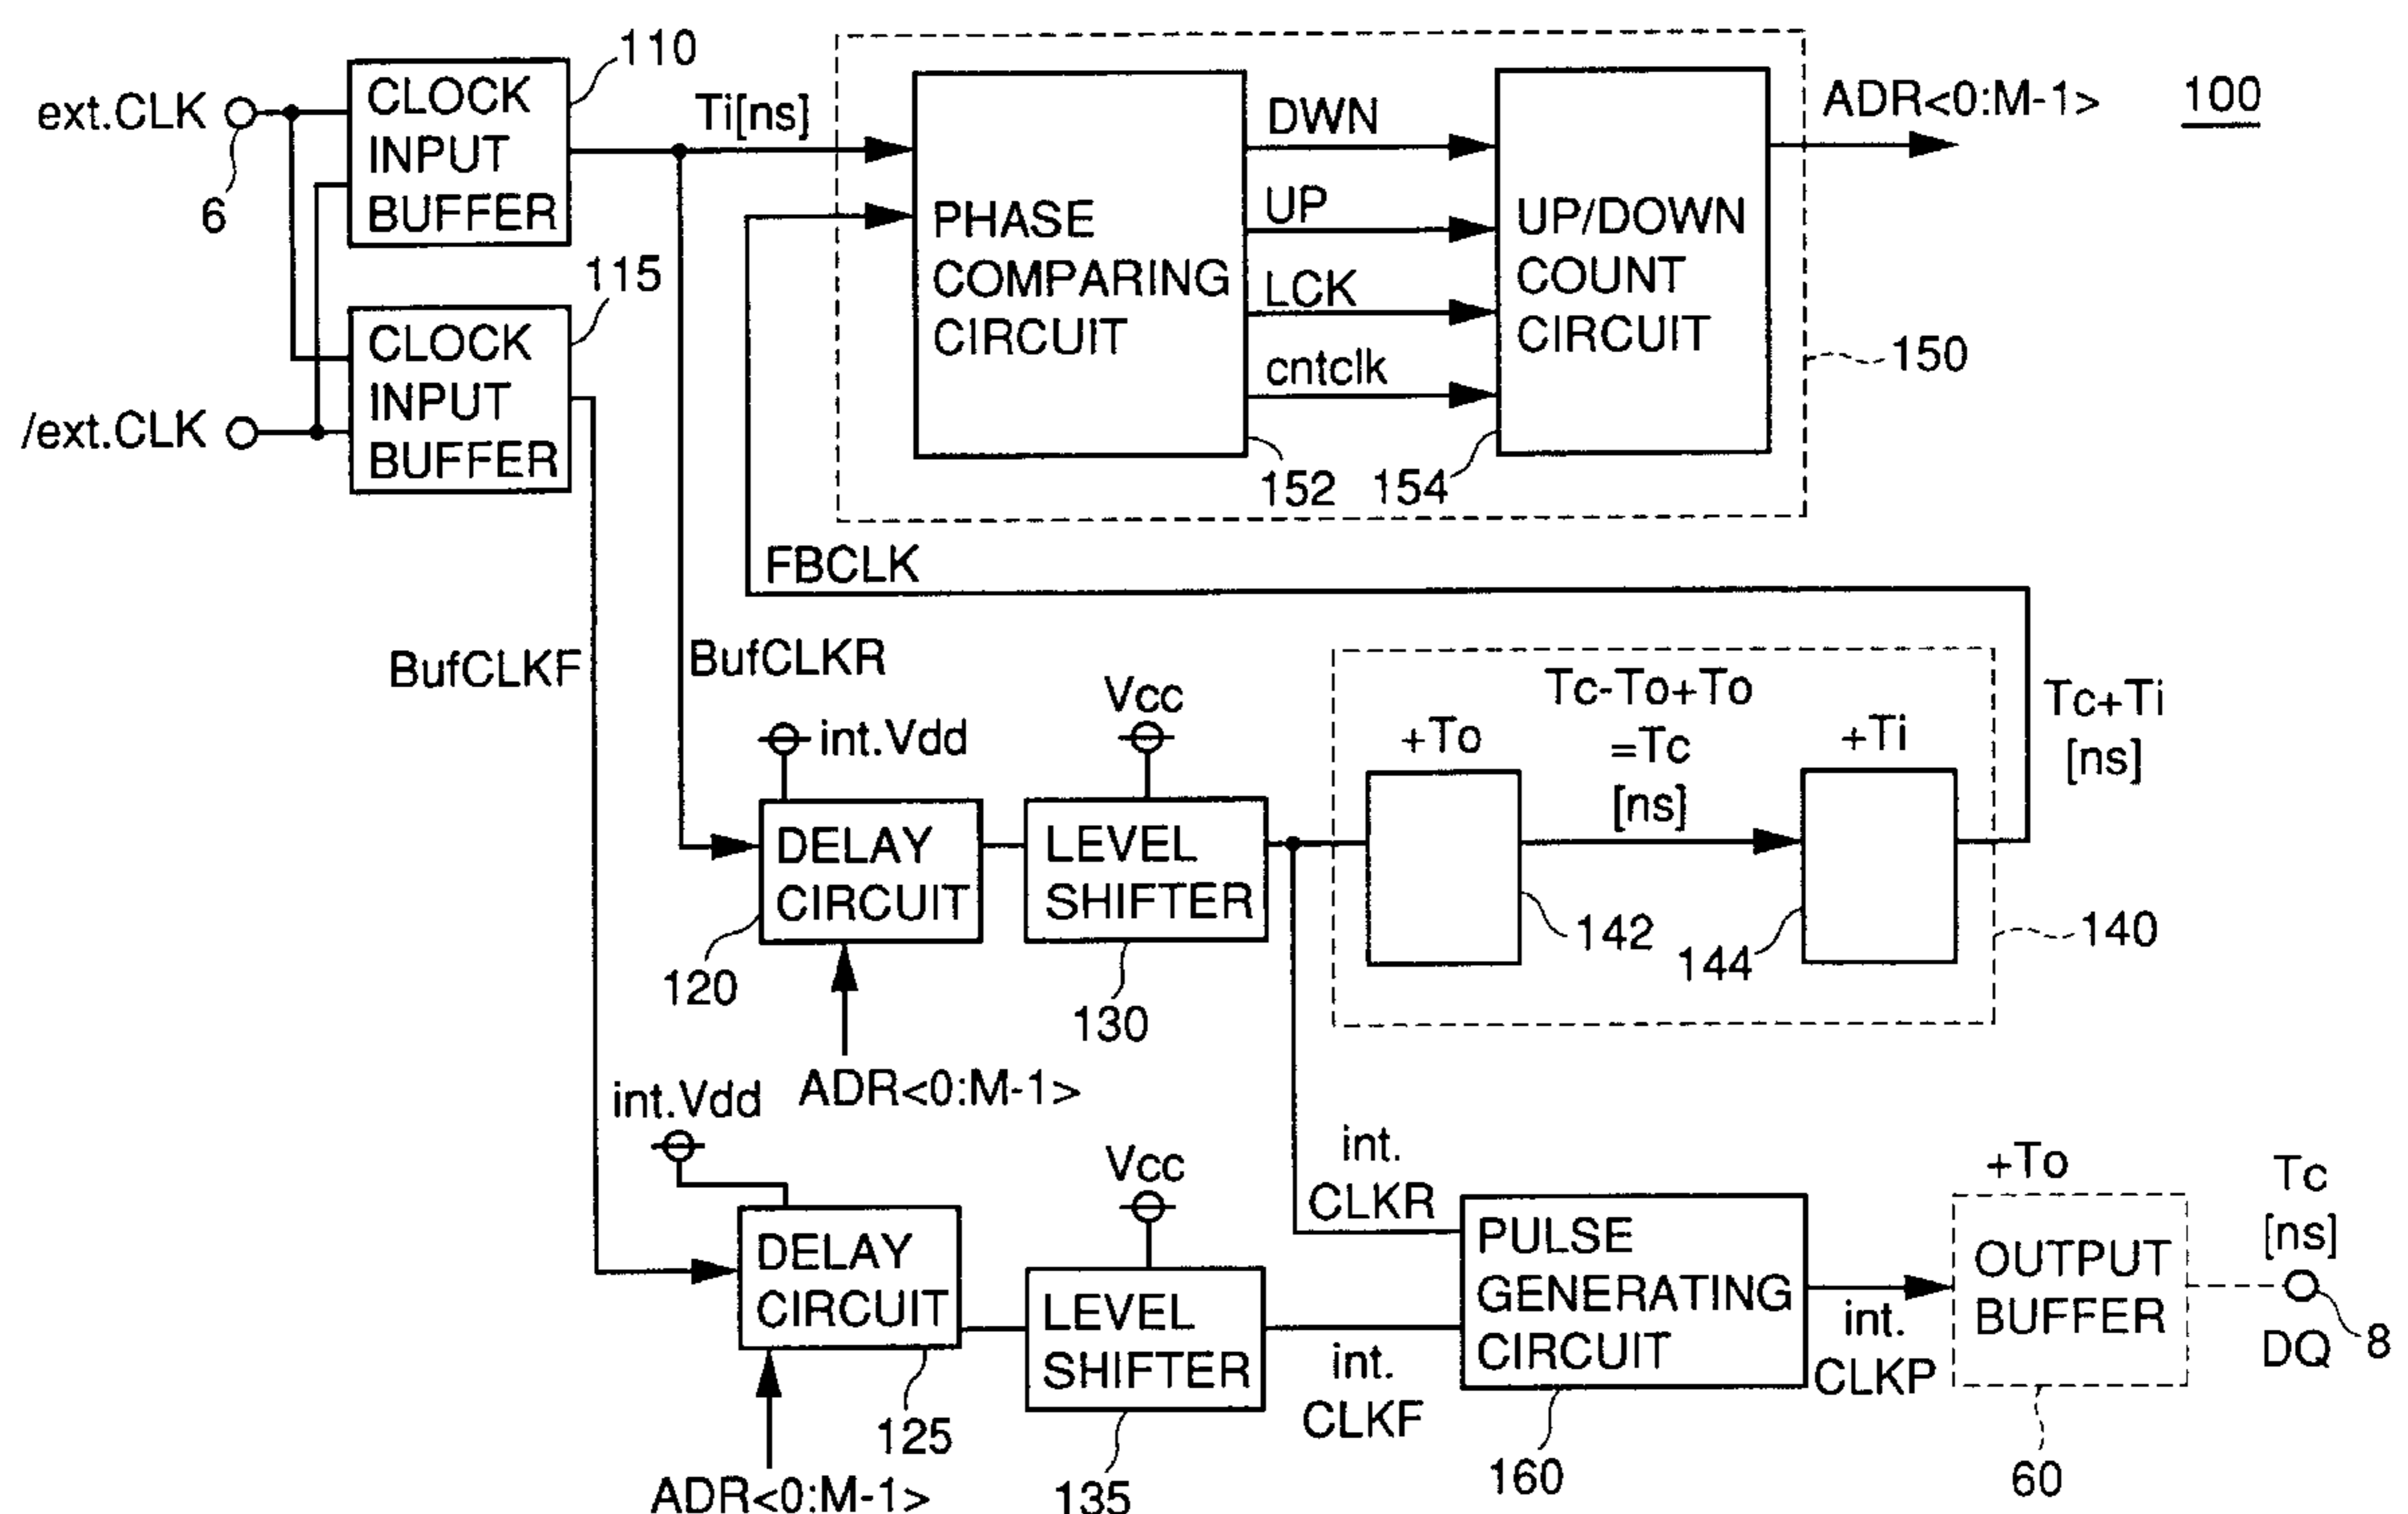 ext.CLK
6
/ext.CLK
CLOCK
INPUT
BUFFER
110
CLOCK
INPUT
BUFFER
115
Ti[ns]
PHASE
COMPARING
CIRCUIT
152
DWN
UP
LCK
cntclk
UP/DOWN
COUNT
CIRCUIT
154
150
ADR<0:M-1>
100
FBCLK
BufCLKF
BufCLKR
int.Vdd
DELAY
CIRCUIT
120
ADR<0:M-1>
Vcc
LEVEL
SHIFTER
130
+To
142
Tc-To+To
=Tc
[ns]
+Ti
144
140
Tc+Ti
[ns]
int.Vdd
DELAY
CIRCUIT
125
ADR<0:M-1>
Vcc
LEVEL
SHIFTER
135
int.
CLKR
int.
CLKF
PULSE
GENERATING
CIRCUIT
160
int.
CLKP
+To
OUTPUT
BUFFER
60
Tc
[ns]
8
DQ